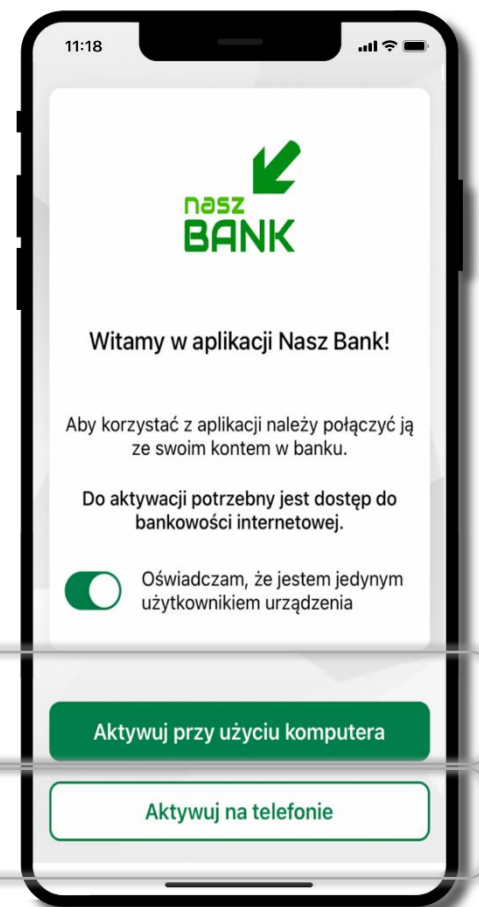 11:18
nasz
BANK
Witamy w aplikacji Nasz Bank!
Aby korzystać z aplikacji należy połączyć ją
ze swoim kontem w banku.
Do aktywacji potrzebny jest dostęp do
bankowości internetowej.
Oświadczam, że jestem jedynym
użytkownikiem urządzenia
Aktywuj przy użyciu komputera
Aktywuj na telefonie